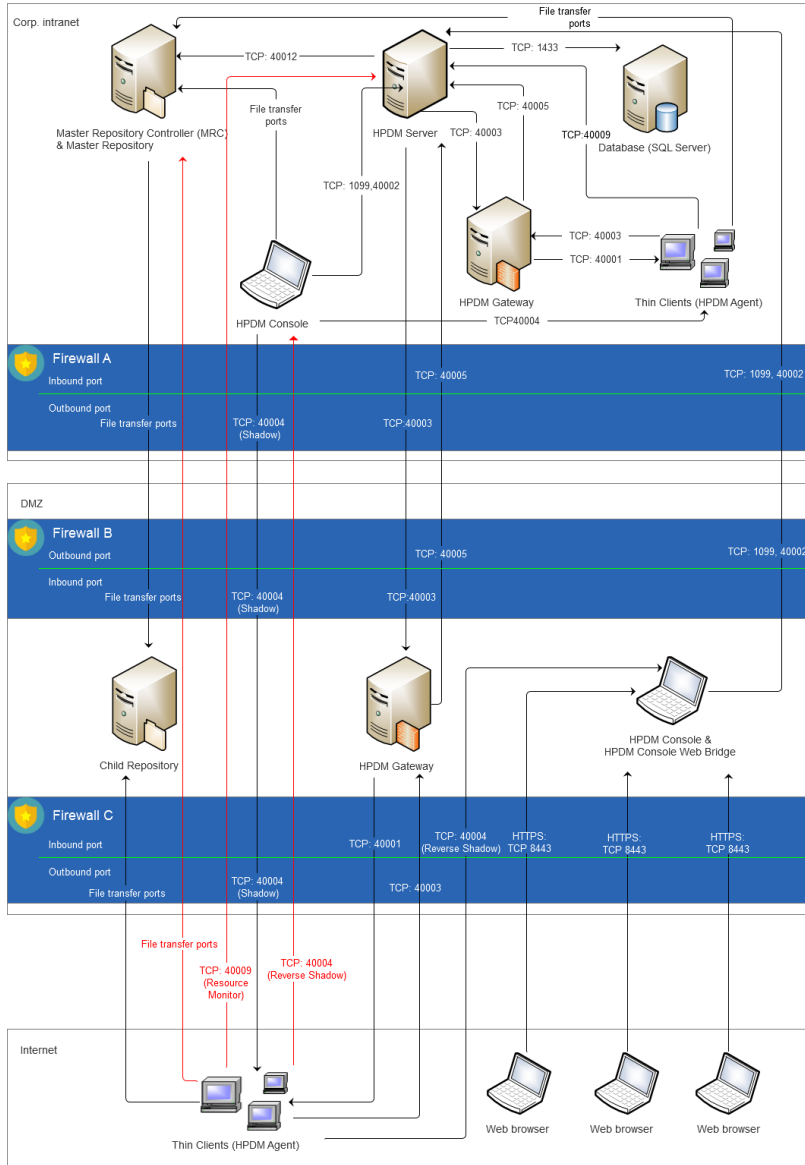 Corp. intranet
File transfer
ports
TCP: 40012
TCP: 1433
File transfer
ports
TCP: 40005
TCP: 40003
TCP:40009
Master Repository Controller (MRC)
& Master Repository
HPDM Server
Database (SQL Server)
TCP: 1099,40002
TCP: 40003
TCP: 40001
HPDM Gateway
Thin Clients (HPDM Agent)
HPDM Console
TCP40004
Firewall A
Inbound port
TCP: 40005
TCP: 1099, 40002
Outbound port
File transfer ports
TCP: 40004
(Shadow)
TCP:40003
DMZ
Firewall B
Outbound port
TCP: 40005
TCP: 1099, 40002
Inbound port
File transfer ports
TCP: 40004
(Shadow)
TCP:40003
Child Repository
HPDM Gateway
HPDM Console &
HPDM Console Web Bridge
Firewall C
Inbound port
TCP: 40001
TCP: 40004
(Reverse Shadow)
HTTPS:
TCP 8443
HTTPS:
TCP 8443
HTTPS:
TCP 8443
Outbound port
File transfer ports
TCP: 40004
(Shadow)
TCP: 40003
File transfer ports
TCP: 40009
(Resource
Monitor)
TCP: 40004
(Reverse Shadow)
Internet
Thin Clients (HPDM Agent)
Web browser
Web browser
Web browser